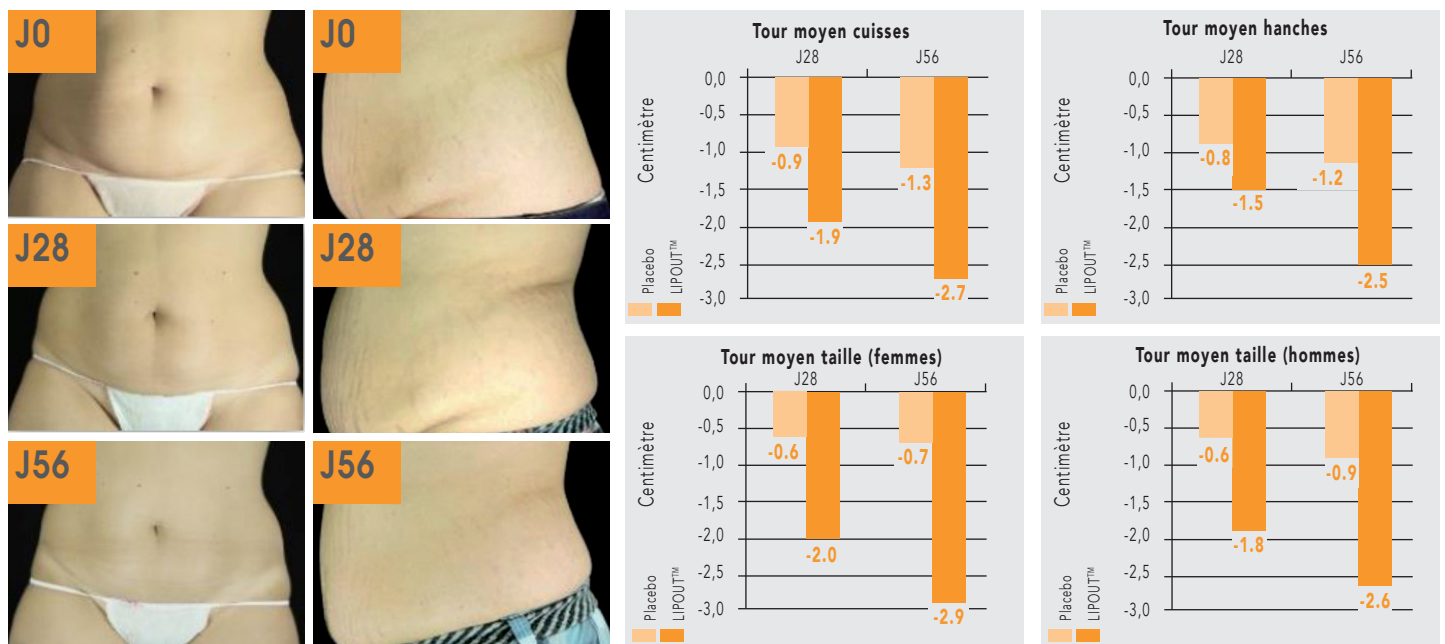 J0
J0
J28
J28
J56
J56
Tour moyen cuisses
J28
J56
Centimètre
0,0
-0,5
-1,0
-1,5
-2,0
-2,5
-3,0
-0.9
-1.9
-1.3
-2.7
Placebo
LIPOUT™
Tour moyen hanches
J28
J56
Centimètre
0,0
-0,5
-1,0
-1,5
-2,0
-2,5
-3,0
-0.8
-1.5
-1.2
-2.5
Placebo
LIPOUT™
Tour moyen taille (femmes)
J28
J56
Centimètre
0,0
-0,5
-1,0
-1,5
-2,0
-2,5
-3,0
-0.6
-2.0
-0.7
-2.9
Placebo
LIPOUT™
Tour moyen taille (hommes)
J28
J56
Centimètre
0,0
-0,5
-1,0
-1,5
-2,0
-2,5
-3,0
-0.6
-1.8
-0.9
-2.6
Placebo
LIPOUT™